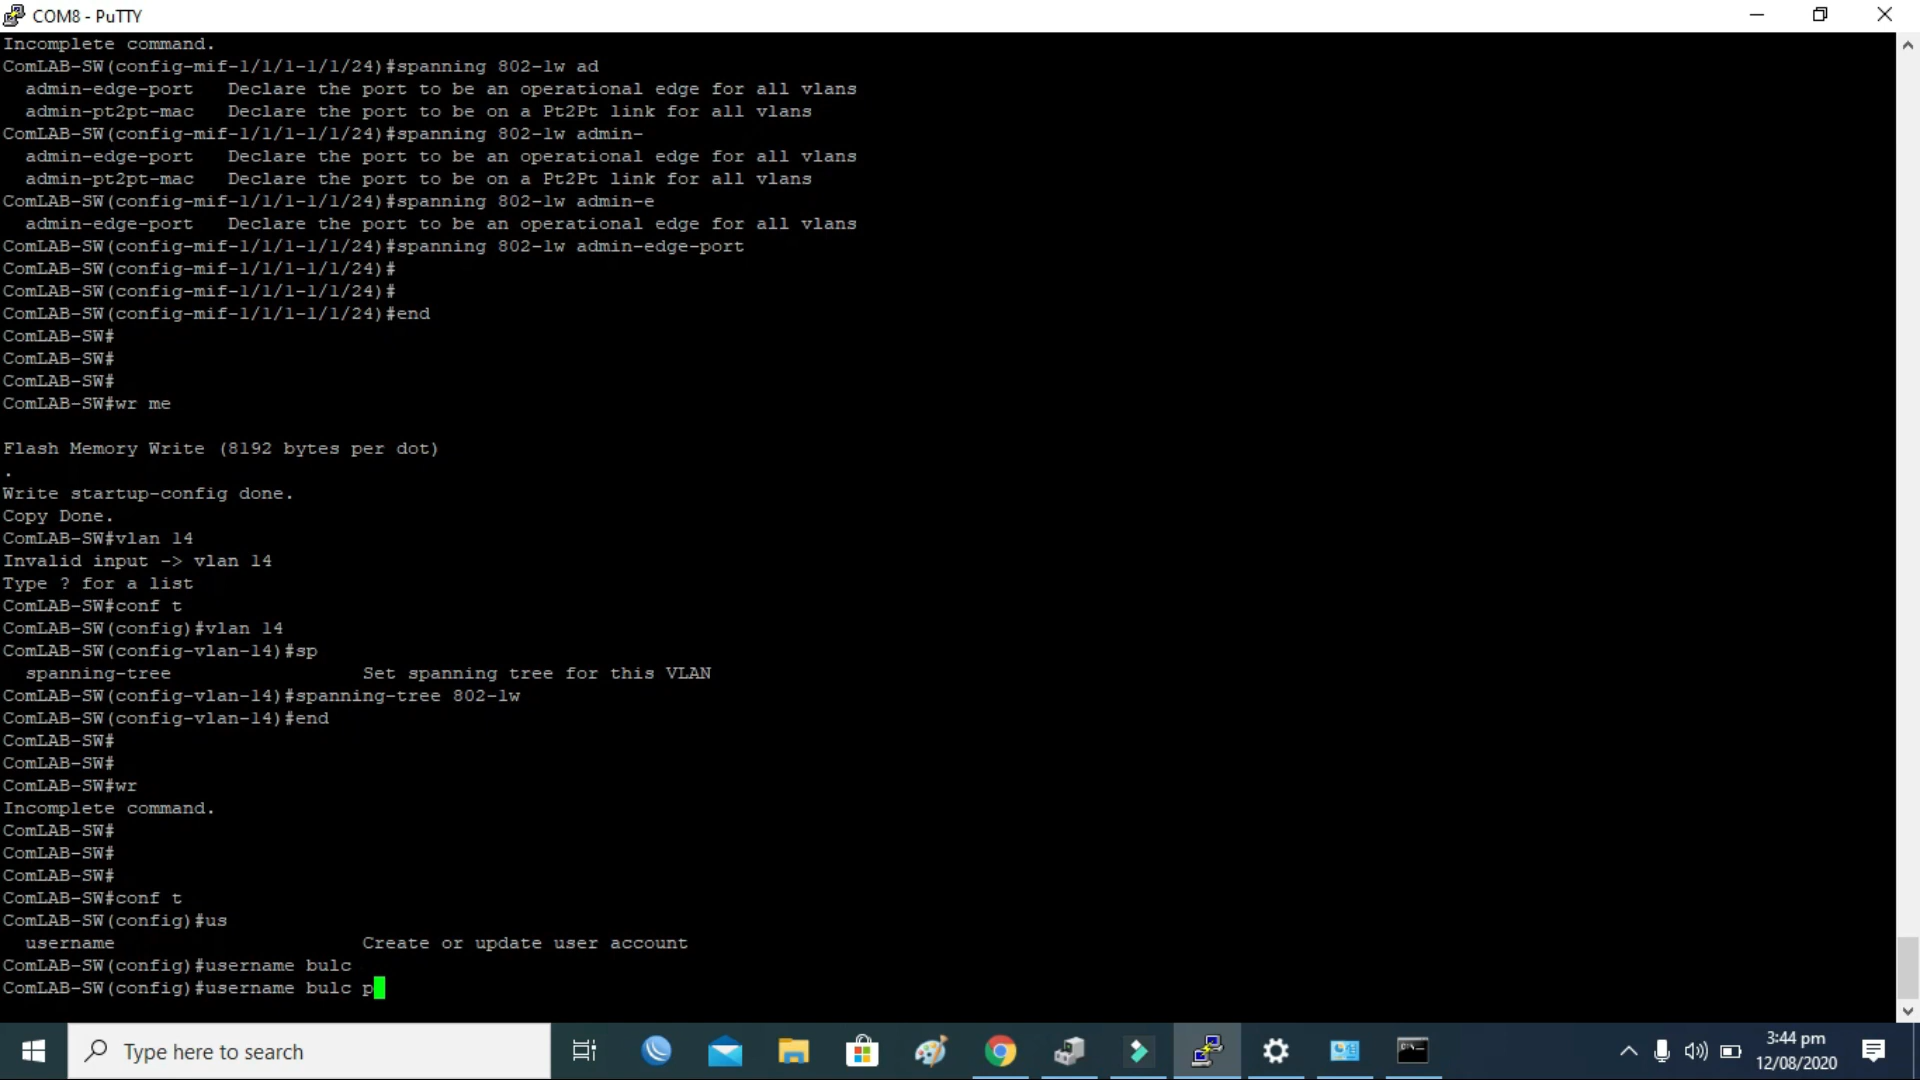 COM8 - PuTTY
Incomplete command.
ComLAB-SW(config-mif-1/1/1-1/1/24)#spanning 802-1w ad
  admin-edge-port   Declare the port to be an operational edge for all vlans
  admin-pt2pt-mac   Declare the port to be on a Pt2Pt link for all vlans
ComLAB-SW(config-mif-1/1/1-1/1/24)#spanning 802-1w admin-
  admin-edge-port   Declare the port to be an operational edge for all vlans
  admin-pt2pt-mac   Declare the port to be on a Pt2Pt link for all vlans
ComLAB-SW(config-mif-1/1/1-1/1/24)#spanning 802-1w admin-e
  admin-edge-port   Declare the port to be an operational edge for all vlans
ComLAB-SW(config-mif-1/1/1-1/1/24)#spanning 802-1w admin-edge-port
ComLAB-SW(config-mif-1/1/1-1/1/24)#
ComLAB-SW(config-mif-1/1/1-1/1/24)#
ComLAB-SW(config-mif-1/1/1-1/1/24)#end
ComLAB-SW#
ComLAB-SW#
ComLAB-SW#
ComLAB-SW#wr me
Flash Memory Write (8192 bytes per dot)
.
Write startup-config done.
Copy Done.
ComLAB-SW#vlan 14
Invalid input -> vlan 14
Type ? for a list
ComLAB-SW#conf t
ComLAB-SW(config)#vlan 14
ComLAB-SW(config-vlan-14)#sp
  spanning-tree                 Set spanning tree for this VLAN
ComLAB-SW(config-vlan-14)#spanning-tree 802-1w
ComLAB-SW(config-vlan-14)#end
ComLAB-SW#
ComLAB-SW#
ComLAB-SW#wr
Incomplete command.
ComLAB-SW#
ComLAB-SW#
ComLAB-SW#
ComLAB-SW#conf t
ComLAB-SW(config)#us
  username                      Create or update user account
ComLAB-SW(config)#username bulc
ComLAB-SW(config)#username bulc p
Type here to search
3:44 pm
12/08/2020